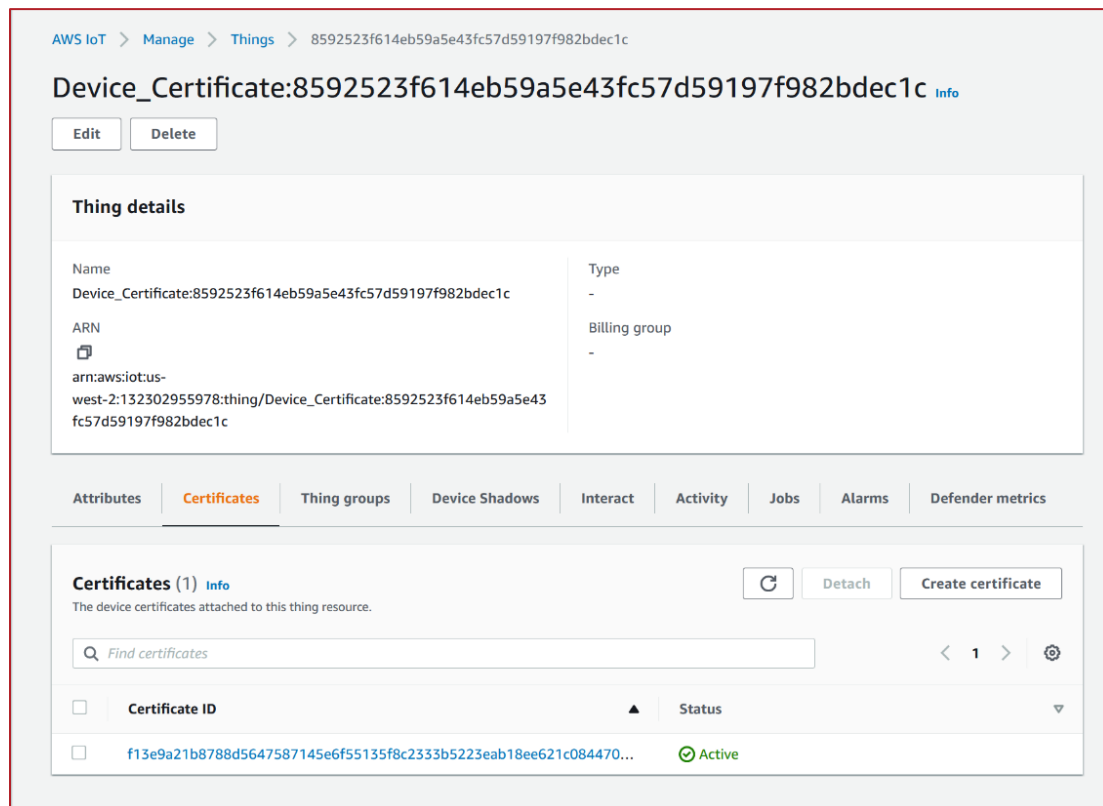 AWS IoT > Manage > Things > 8592523f614eb59a5e43fc57d59197f982bdec1c
Device_Certificate:8592523f614eb59a5e43fc57d59197f982bdec1c Info
Edit Delete
Thing details
Name
Device_Certificate:8592523f614eb59a5e43fc57d59197f982bdec1c
ARN
arn:aws:iot:us-
west-2:132302955978:thing/Device_Certificate:8592523f614eb59a5e43
fc57d59197f982bdec1c
Type
-
Billing group
-
Attributes Certificates Thing groups Device Shadows Interact Activity Jobs Alarms Defender metrics
Certificates (1) Info
The device certificates attached to this thing resource.
Detach Create certificate
Find certificates
1
Certificate ID Status
f13e9a21b8788d5647587145e6f55135f8c2333b5223eab18ee621c084470... Active